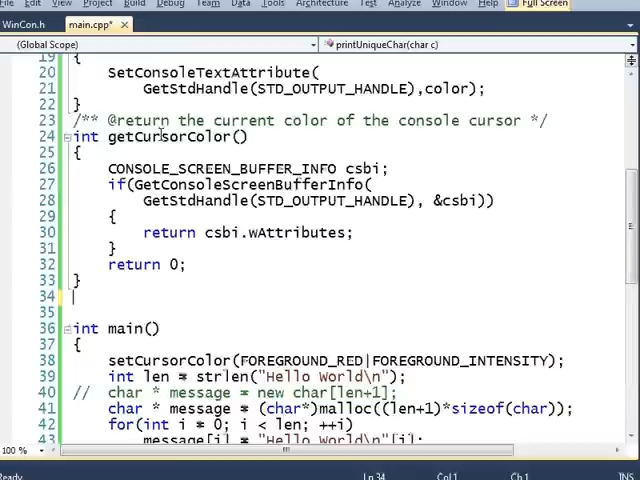 File Edit View Project Build Debug Team Data Tools Architecture Test Analyze Window Help Full Screen
WinCon.h main.cpp* ×
(Global Scope) printUniqueChar(char c)
19 {
20 SetConsoleTextAttribute(
21 GetStdHandle(STD_OUTPUT_HANDLE),color);
22 }
23 /** @return the current color of the console cursor */
24 int getCursorColor()
25 {
26 CONSOLE_SCREEN_BUFFER_INFO csbi;
27 if(GetConsoleScreenBufferInfo(
28 GetStdHandle(STD_OUTPUT_HANDLE), &csbi))
29 {
30 return csbi.wAttributes;
31 }
32 return 0;
33 }
34
35
36 int main()
37 {
38 setCursorColor(FOREGROUND_RED|FOREGROUND_INTENSITY);
39 int len = strlen("Hello World\n");
40 // char * message = new char[len+1];
41 char * message = (char*)malloc((len+1)*sizeof(char));
42 for(int i = 0; i < len; ++i)
43 message[i] = "Hello World\n"[i];
100 %
Ready Ln 34 Col 1 Ch 1 INS